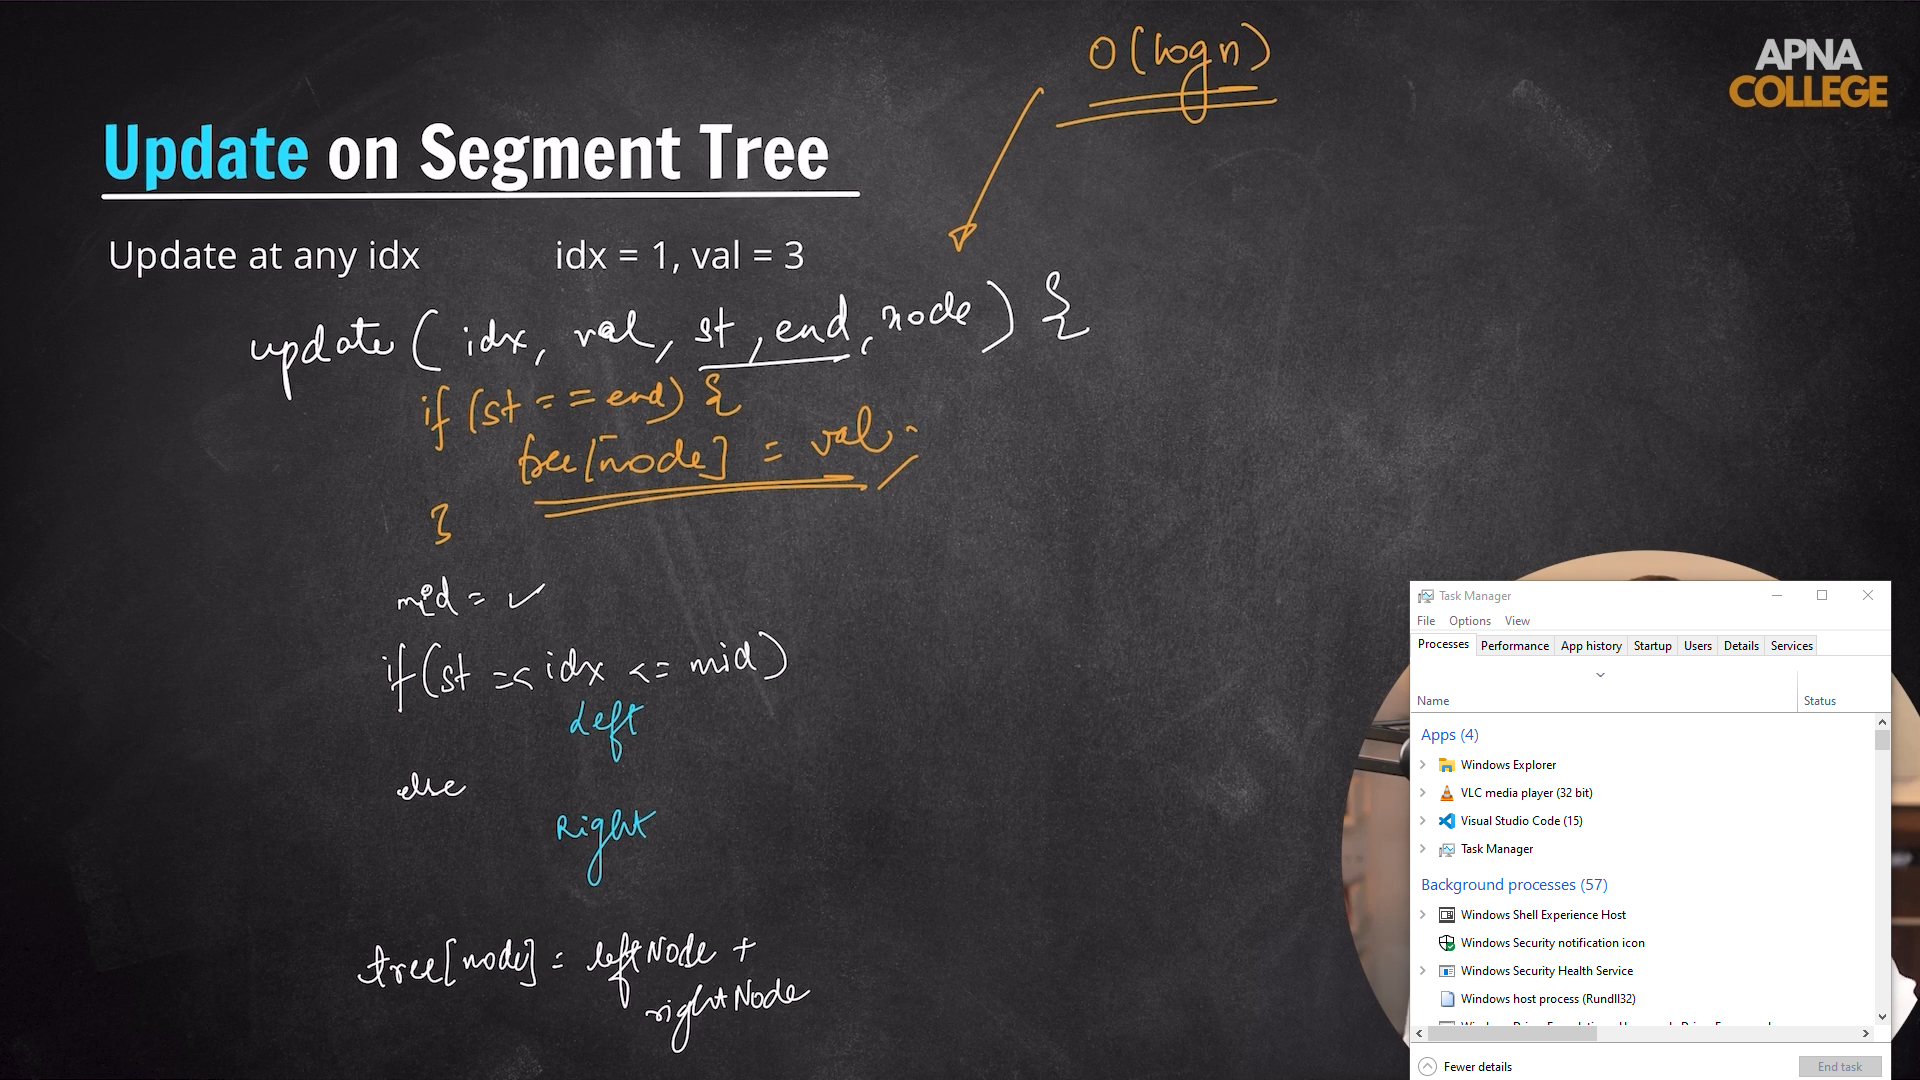 O(log n)
APNA
COLLEGE
Update on Segment Tree
Update at any idx idx = 1, val = 3
update ( idx, val, st, end, node ) {
if (st == end) {
tree[node] = val.
}
mid = ✓
if (st =< idx <= mid)
Left
else
Right
tree[node] = leftNode +
rightNode
Task Manager
File Options View
Processes Performance App history Startup Users Details Services
Name Status
Apps (4)
Windows Explorer
VLC media player (32 bit)
Visual Studio Code (15)
Task Manager
Background processes (57)
Windows Shell Experience Host
Windows Security notification icon
Windows Security Health Service
Windows host process (Rundll32)
Fewer details End task